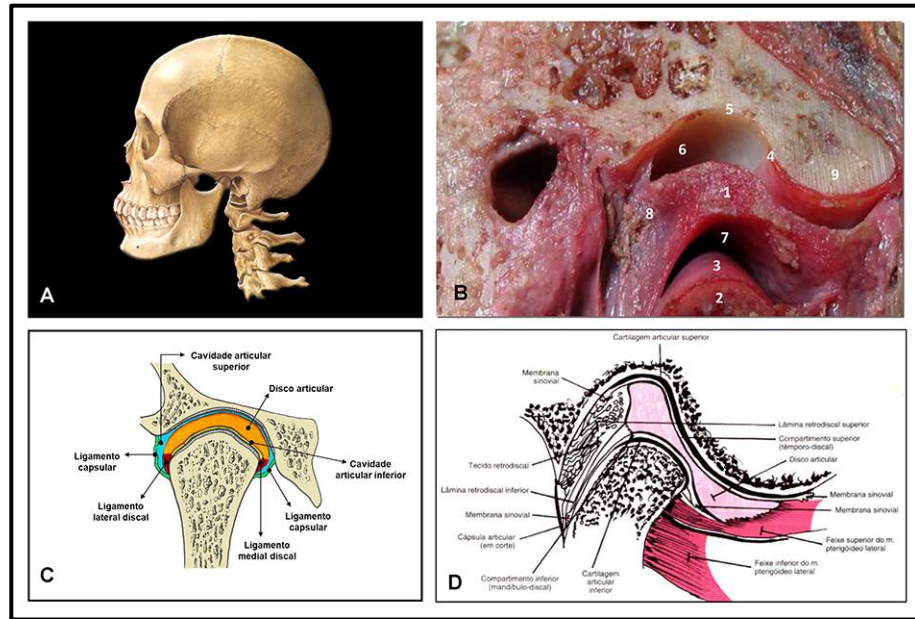 A
B
5
6
4
9
1
8
7
3
2
C
Cavidade articular
superior
Disco articular
Ligamento
capsular
Cavidade
articular inferior
Ligamento
lateral discal
Ligamento
capsular
Ligamento
medial discal
D
Cartilagem articular superior
Membrana
sinovial
Lâmina retrodiscal superior
Compartimento superior
(têmporo-discal)
Disco articular
Tecido retrodiscal
Lâmina retrodiscal inferior
Membrana sinovial
Membrana sinovial
Membrana sinovial
Cápsula articular
(em corte)
Feixe superior do m.
pterigóideo lateral
Feixe inferior do m.
pterigóideo lateral
Compartimento inferior
(mandíbulo-discal)
Cartilagem
articular
inferior